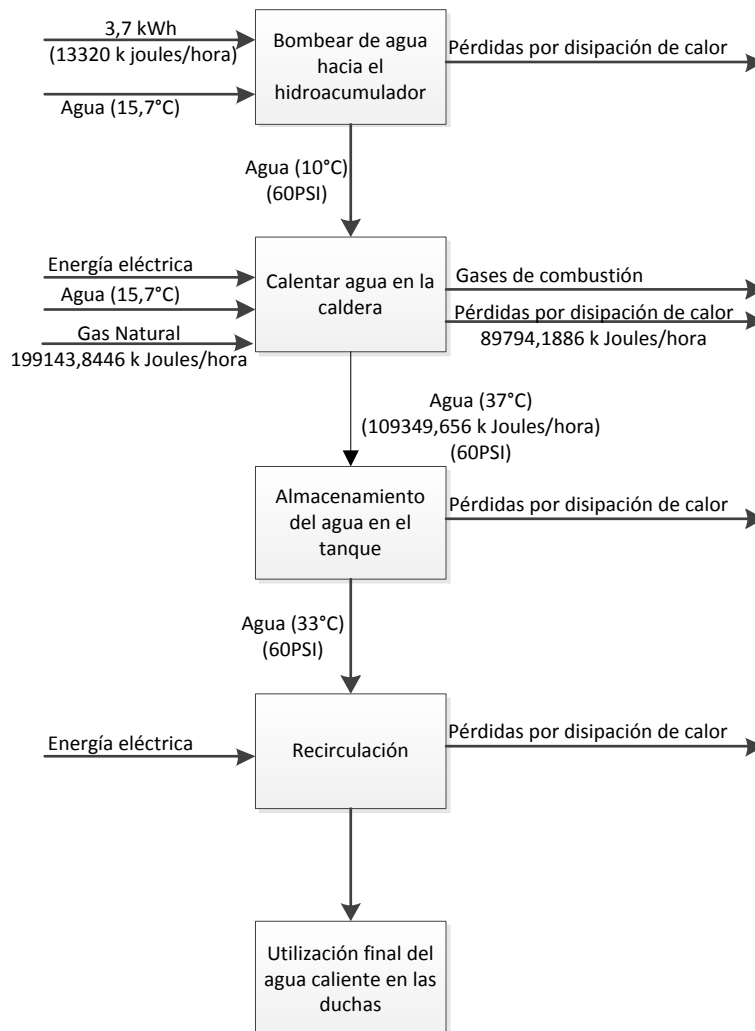 3,7 kWh
(13320 k joules/hora)
Agua (15,7°C)
Bombear de agua
hacia el
hidroacumulador
Pérdidas por disipación de calor
Agua (10°C)
(60PSI)
Energía eléctrica
Agua (15,7°C)
Gas Natural
199143,8446 k Joules/hora
Calentar agua en la
caldera
Gases de combustión
Pérdidas por disipación de calor
89794,1886 k Joules/hora
Agua (37°C)
(109349,656 k Joules/hora)
(60PSI)
Almacenamiento
del agua en el
tanque
Pérdidas por disipación de calor
Agua (33°C)
(60PSI)
Energía eléctrica
Recirculación
Pérdidas por disipación de calor
Utilización final del
agua caliente en las
duchas